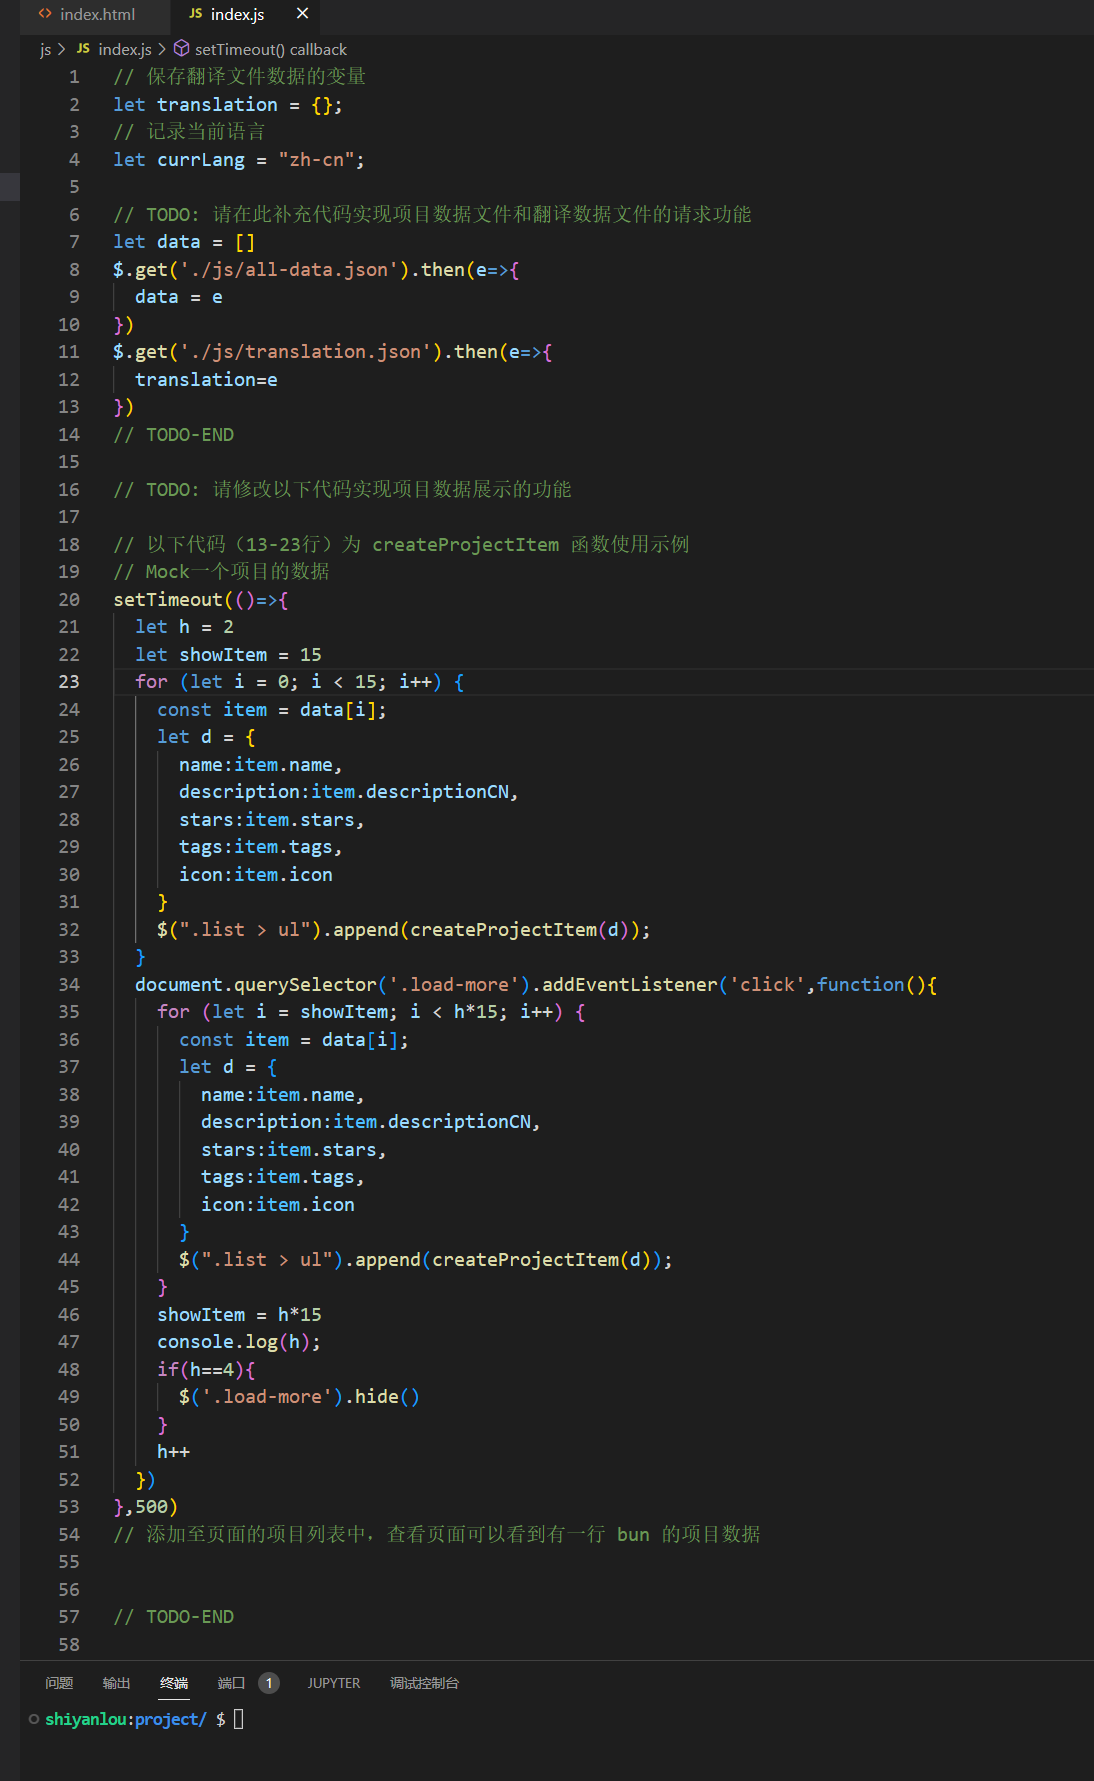 index.html
JS index.js ×
js > JS index.js > setTimeout() callback
1 // 保存翻译文件数据的变量
2 let translation = {};
3 // 记录当前语言
4 let currLang = "zh-cn";
5
6 // TODO: 请在此补充代码实现项目数据文件和翻译数据文件的请求功能
7 let data = []
8 $.get('./js/all-data.json').then(e=>{
9 data = e
10 })
11 $.get('./js/translation.json').then(e=>{
12 translation=e
13 })
14 // TODO-END
15
16 // TODO: 请修改以下代码实现项目数据展示的功能
17
18 // 以下代码（13-23行）为 createProjectItem 函数使用示例
19 // Mock一个项目的数据
20 setTimeout(()=>{
21 let h = 2
22 let showItem = 15
23 for (let i = 0; i < 15; i++) {
24 const item = data[i];
25 let d = {
26 name:item.name,
27 description:item.descriptionCN,
28 stars:item.stars,
29 tags:item.tags,
30 icon:item.icon
31 }
32 $(".list > ul").append(createProjectItem(d));
33 }
34 document.querySelector('.load-more').addEventListener('click',function(){
35 for (let i = showItem; i < h*15; i++) {
36 const item = data[i];
37 let d = {
38 name:item.name,
39 description:item.descriptionCN,
40 stars:item.stars,
41 tags:item.tags,
42 icon:item.icon
43 }
44 $(".list > ul").append(createProjectItem(d));
45 }
46 showItem = h*15
47 console.log(h);
48 if(h==4){
49 $('.load-more').hide()
50 }
51 h++
52 })
53 },500)
54 // 添加至页面的项目列表中，查看页面可以看到有一行 bun 的项目数据
55
56
57 // TODO-END
58
问题 输出 终端 端口 1 JUPYTER 调试控制台
shiyanlou:project/ $